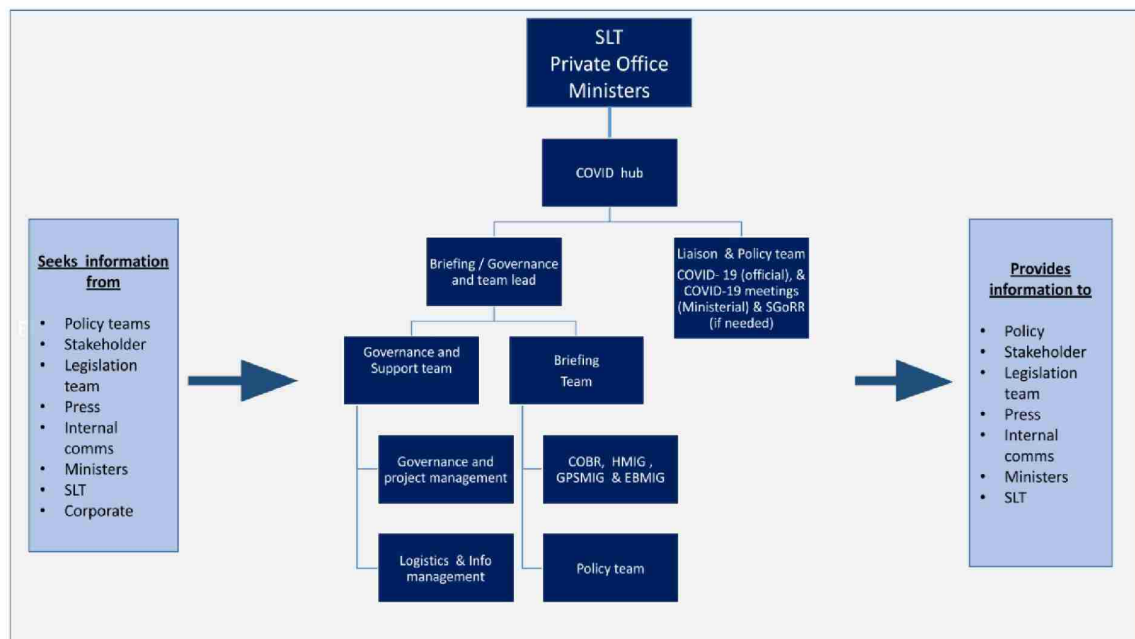 SLT
Private Office
Ministers
COVID hub
Briefing / Governance
and team lead
Liaison & Policy team
COVID- 19 (official), &
COVID-19 meetings
(Ministerial) & SGoRR
(if needed)
Governance and
Support team
Briefing
Team
Governance and
project management
COBR, HMIG ,
GPSMIG & EBMIG
Logistics & Info
management
Policy team
Seeks information
from
• Policy teams
• Stakeholder
• Legislation
team
• Press
• Internal
comms
• Ministers
• SLT
• Corporate
Provides
information to
• Policy
• Stakeholder
• Legislation
team
• Press
• Internal
comms
• Ministers
• SLT